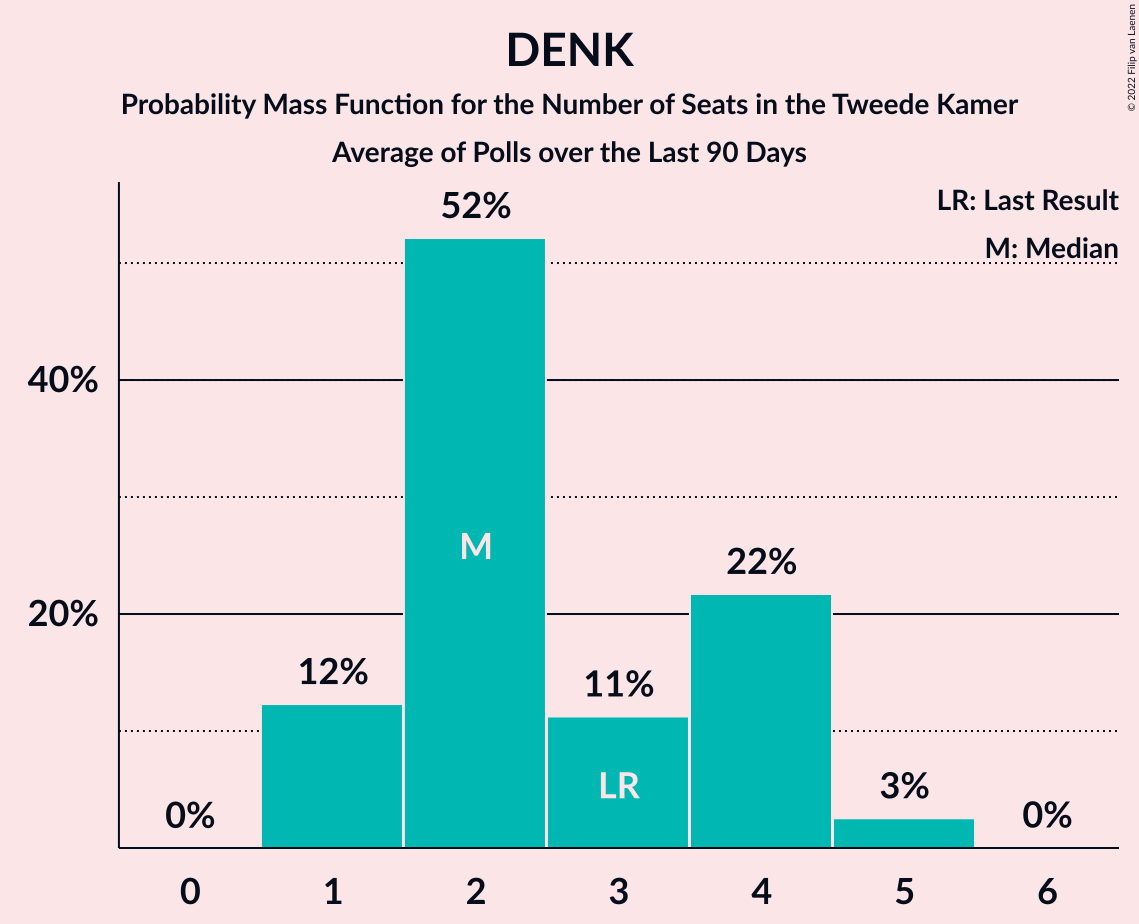 DENK
Probability Mass Function for the Number of Seats in the Tweede Kamer
Average of Polls over the Last 90 Days
© 2022 Filip van Laenen
LR: Last Result
M: Median
52%
40%
M
22%
20%
12%
11%
LR
3%
0%
0%
0 1 2 3 4 5 6